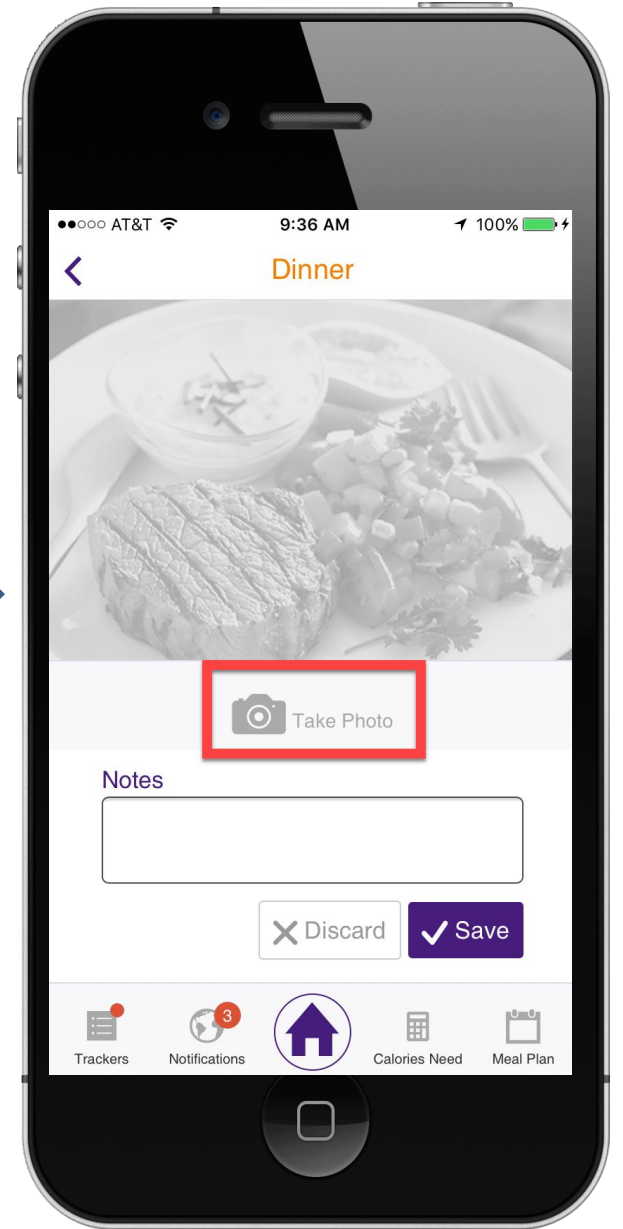 AT&T 9:36 AM 100%
Dinner
Take Photo
Notes
Discard Save
3
Trackers Notifications Calories Need Meal Plan